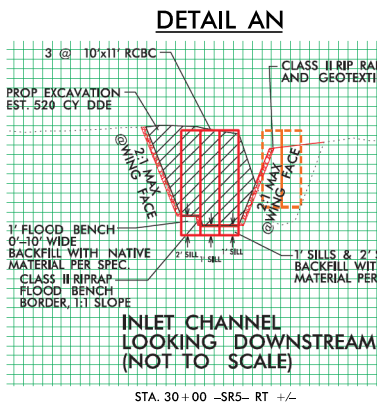 DETAIL AN
3 @ 10'x11' RCBC
CLASS II RIP
AND GEOTEXTI
PROP EXCAVATION
EST. 520 CY DDE
2:1 MAX
@WING FACE
2:1 MAX
@WING FACE
1' FLOOD BENCH
0'-10' WIDE
BACKFILL WITH NATIVE
MATERIAL PER SPEC.
CLASS II RIPRAP
FLOOD BENCH
BORDER, 1:1 SLOPE
2' SILL
1' SILL
1' SILL
1' SILLS & 2'
BACKFILL WIT
MATERIAL PER
INLET CHANNEL
LOOKING DOWNSTREAM
(NOT TO SCALE)
STA. 30+00 -SR5- RT +/-